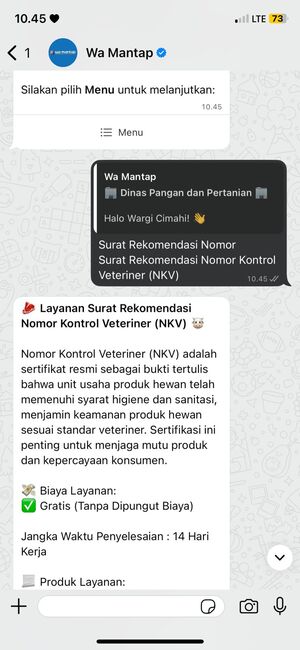 10.45
LTE 73
1
Wa Mantap
Silakan pilih Menu untuk melanjutkan:
10.45
Menu
Wa Mantap
🏢 Dinas Pangan dan Pertanian 🏢
Halo Wargi Cimahi! 👋
Surat Rekomendasi Nomor
Surat Rekomendasi Nomor Kontrol
Veteriner (NKV)
10.45
🥩 Layanan Surat Rekomendasi
Nomor Kontrol Veteriner (NKV) 🐮
Nomor Kontrol Veteriner (NKV) adalah
sertifikat resmi sebagai bukti tertulis
bahwa unit usaha produk hewan telah
memenuhi syarat higiene dan sanitasi,
menjamin keamanan produk hewan
sesuai standar veteriner. Sertifikasi ini
penting untuk menjaga mutu produk
dan kepercayaan konsumen.
💸 Biaya Layanan:
✅ Gratis (Tanpa Dipungut Biaya)
Jangka Waktu Penyelesaian : 14 Hari
Kerja
🧾 Produk Layanan: